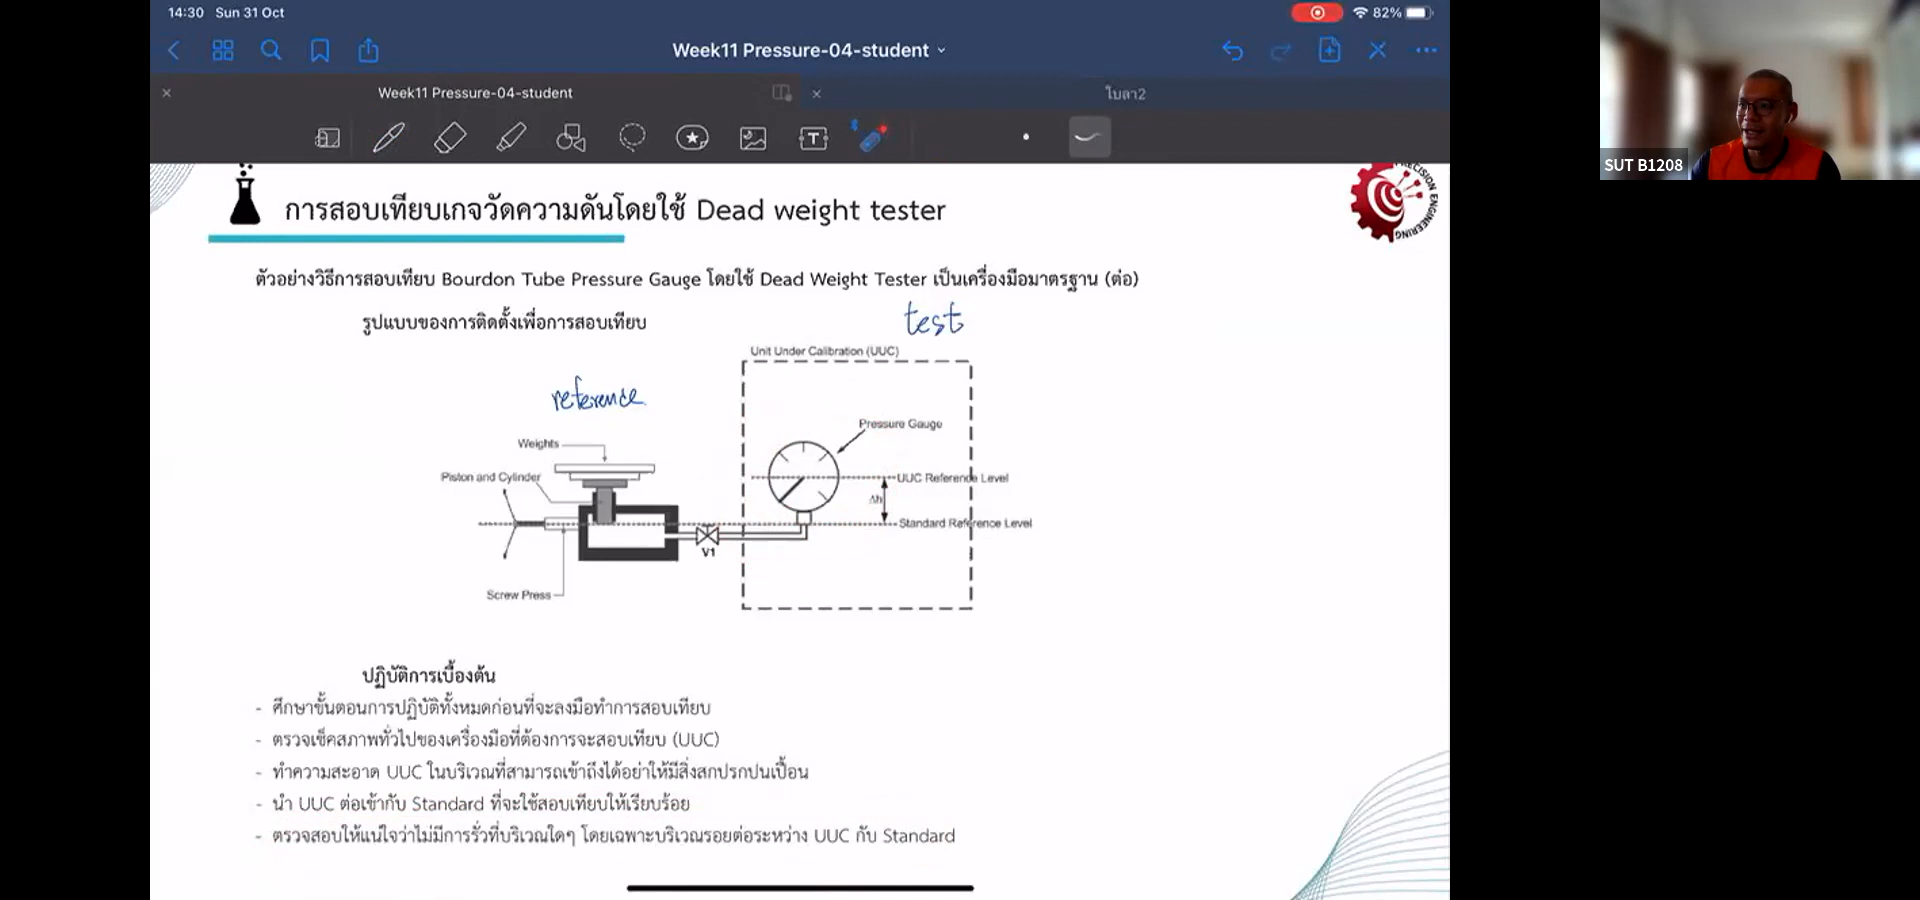 14:30 Sun 31 Oct
82%
Week11 Pressure-04-student
Week11 Pressure-04-student
ใบลา2
SUT B1208
PRECISION ENGINEERING
การสอบเทียบเกจวัดความดันโดยใช้ Dead weight tester
ตัวอย่างวิธีการสอบเทียบ Bourdon Tube Pressure Gauge โดยใช้ Dead Weight Tester เป็นเครื่องมือมาตรฐาน (ต่อ)
รูปแบบของการติดตั้งเพื่อการสอบเทียบ
test
Unit Under Calibration (UUC)
reference
Pressure Gauge
Weights
Piston and Cylinder
UUC Reference Level
Δh
Standard Reference Level
V1
Screw Press
ปฏิบัติการเบื้องต้น
- ศึกษาขั้นตอนการปฏิบัติทั้งหมดก่อนที่จะลงมือทำการสอบเทียบ
- ตรวจเช็คสภาพทั่วไปของเครื่องมือที่ต้องการจะสอบเทียบ (UUC)
- ทำความสะอาด UUC ในบริเวณที่สามารถเข้าถึงได้อย่าให้มีสิ่งสกปรกปนเปื้อน
- นำ UUC ต่อเข้ากับ Standard ที่จะใช้สอบเทียบให้เรียบร้อย
- ตรวจสอบให้แน่ใจว่าไม่มีการรั่วที่บริเวณใดๆ โดยเฉพาะบริเวณรอยต่อระหว่าง UUC กับ Standard